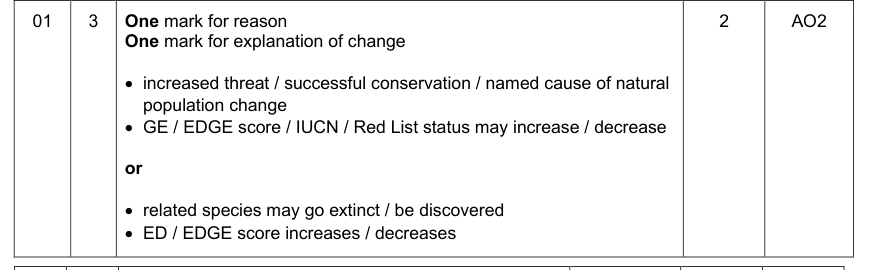 01 3 One mark for reason 2 AO2
One mark for explanation of change
• increased threat / successful conservation / named cause of natural
population change
• GE / EDGE score / IUCN / Red List status may increase / decrease
or
• related species may go extinct / be discovered
• ED / EDGE score increases / decreases